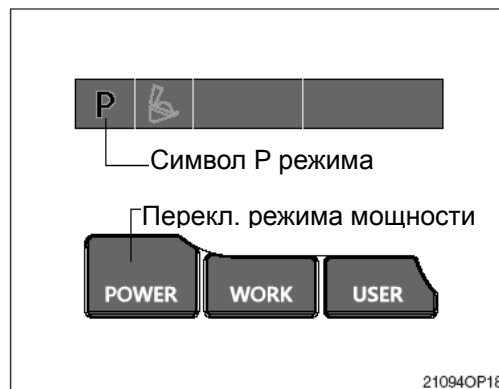 P
Символ P режима
Перекл. режима мощности
POWER WORK USER
21094OP18